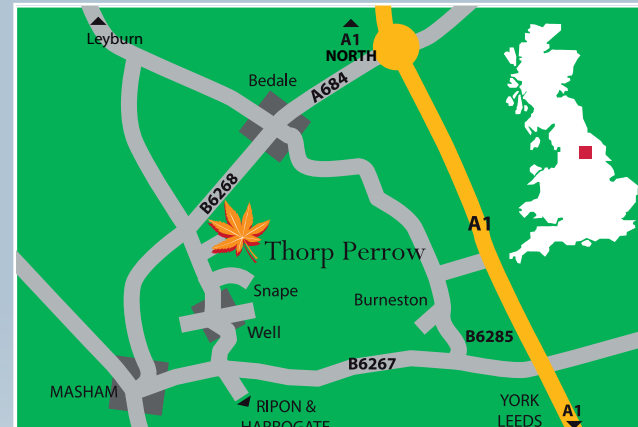 Leyburn
A1
NORTH
Bedale
A684
B6268
A1
Thorp Perrow
Snape
Burneston
Well
B6285
B6267
MASHAM
RIPON &
HARROGATE
YORK
LEEDS
A1